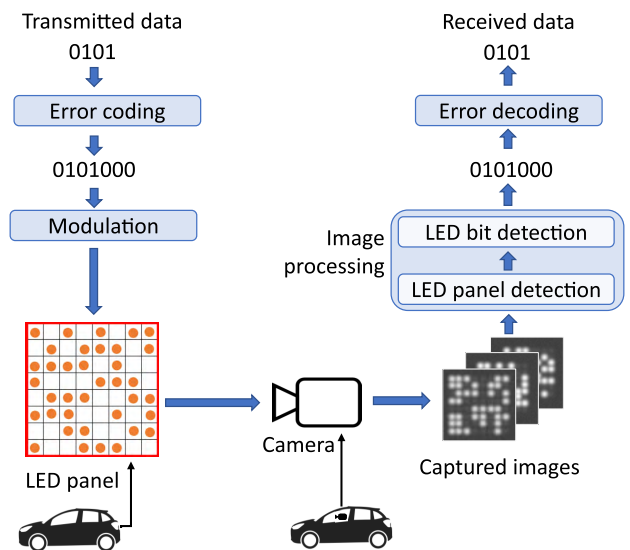 Transmitted data
0101
Error coding
0101000
Modulation
LED panel
Camera
Captured images
Image
processing
LED panel detection
LED bit detection
0101000
Error decoding
0101
Received data